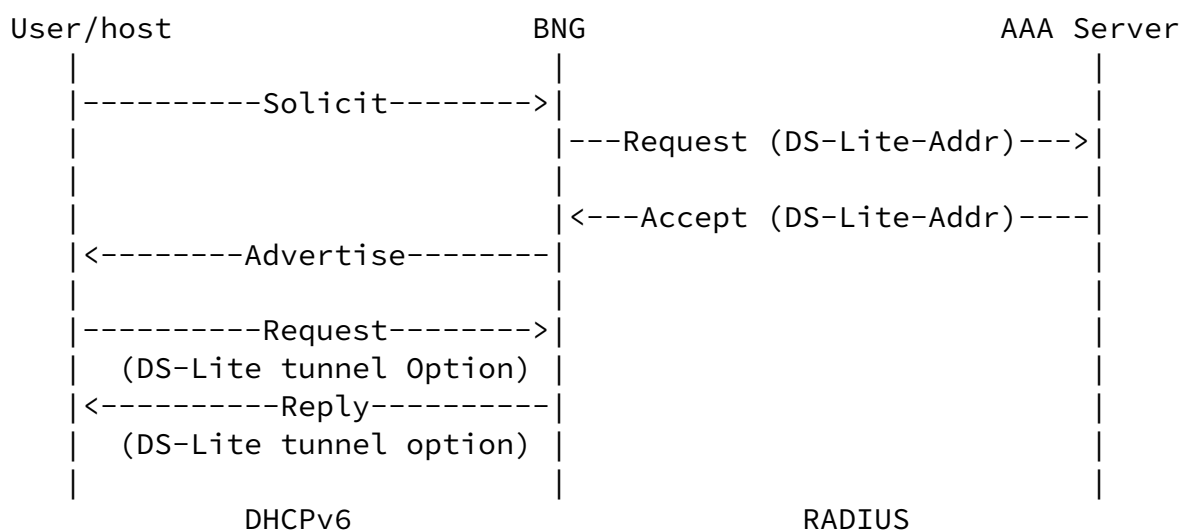 User/host                    BNG                       AAA Server
   |                          |                             |
   |----------Solicit-------->|                             |
   |                          |---Request (DS-Lite-Addr)--->|
   |                          |                             |
   |                          |<---Accept (DS-Lite-Addr)----|
   |<--------Advertise--------|                             |
   |                          |                             |
   |----------Request-------->|                             |
   |  (DS-Lite tunnel Option) |                             |
   |<----------Reply----------|                             |
   |  (DS-Lite tunnel option) |                             |
   |                          |                             |
             DHCPv6                         RADIUS